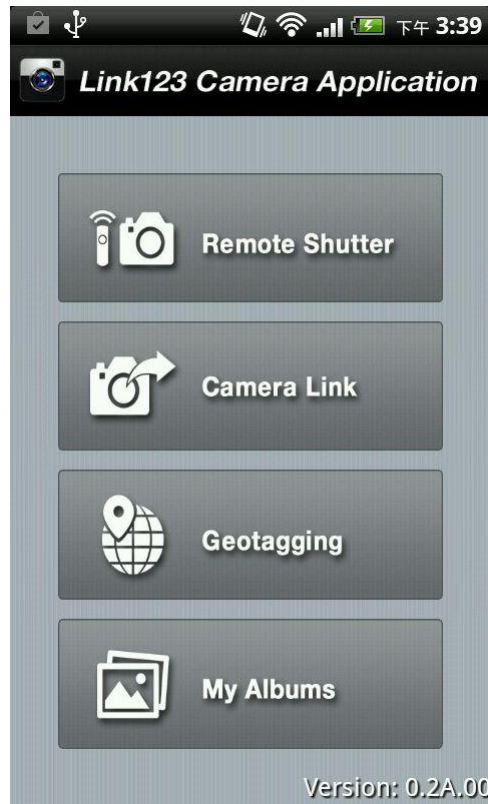 下午 3:39
Link123 Camera Application
Remote Shutter
Camera Link
Geotagging
My Albums
Version: 0.2A.00